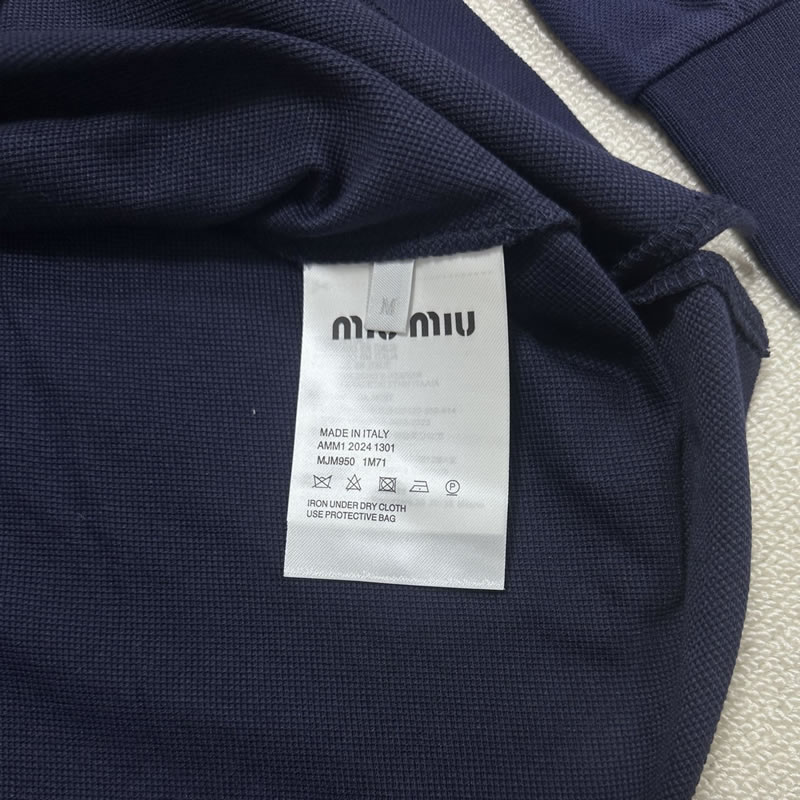 M
miu miu
MADE IN ITALY
AMM1 2024 1301
MJM950 1M71
P
IRON UNDER DRY CLOTH
USE PROTECTIVE BAG